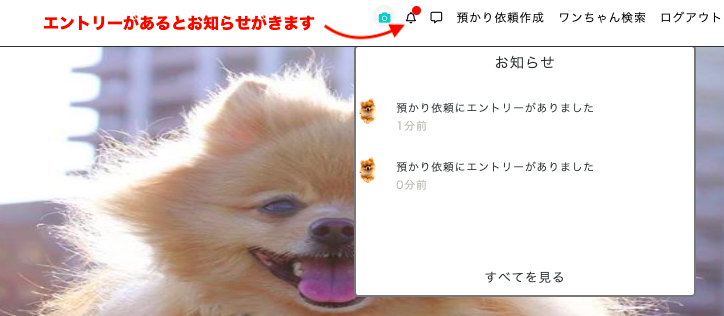 エントリーがあるとお知らせがきます
預かり依頼作成 ワンちゃん検索 ログアウト
お知らせ
預かり依頼にエントリーがありました
1分前
預かり依頼にエントリーがありました
0分前
すべてを見る